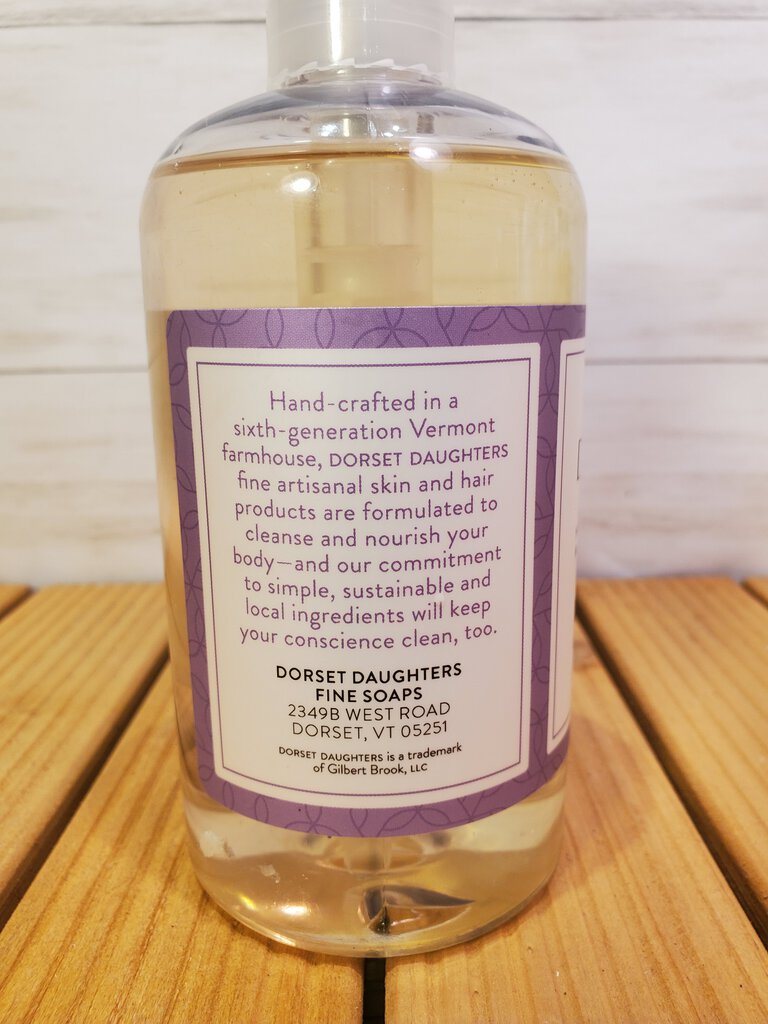 Hand-crafted in a
sixth-generation Vermont
farmhouse, DORSET DAUGHTERS
fine artisanal skin and hair
products are formulated to
cleanse and nourish your
body—and our commitment
to simple, sustainable and
local ingredients will keep
your conscience clean, too.
DORSET DAUGHTERS
FINE SOAPS
2349B WEST ROAD
DORSET, VT 05251
DORSET DAUGHTERS is a trademark
of Gilbert Brook, LLC